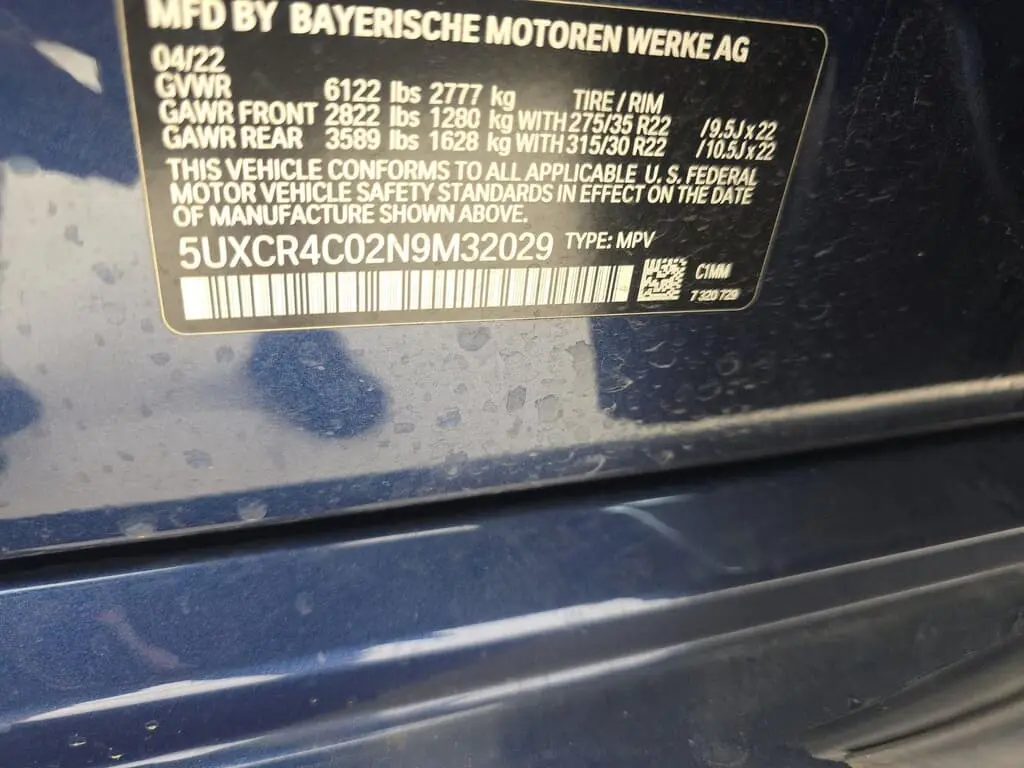 MFD BY BAYERISCHE MOTOREN WERKE AG
04/22
GVWR 6122 lbs 2777 kg TIRE / RIM
GAWR FRONT 2822 lbs 1280 kg WITH 275/35 R22 /9.5J x 22
GAWR REAR 3589 lbs 1628 kg WITH 315/30 R22 /10.5J x 22
THIS VEHICLE CONFORMS TO ALL APPLICABLE U.S. FEDERAL
MOTOR VEHICLE SAFETY STANDARDS IN EFFECT ON THE DATE
OF MANUFACTURE SHOWN ABOVE.
5UXCR4C02N9M32029 TYPE: MPV
C1MM
7 320 729